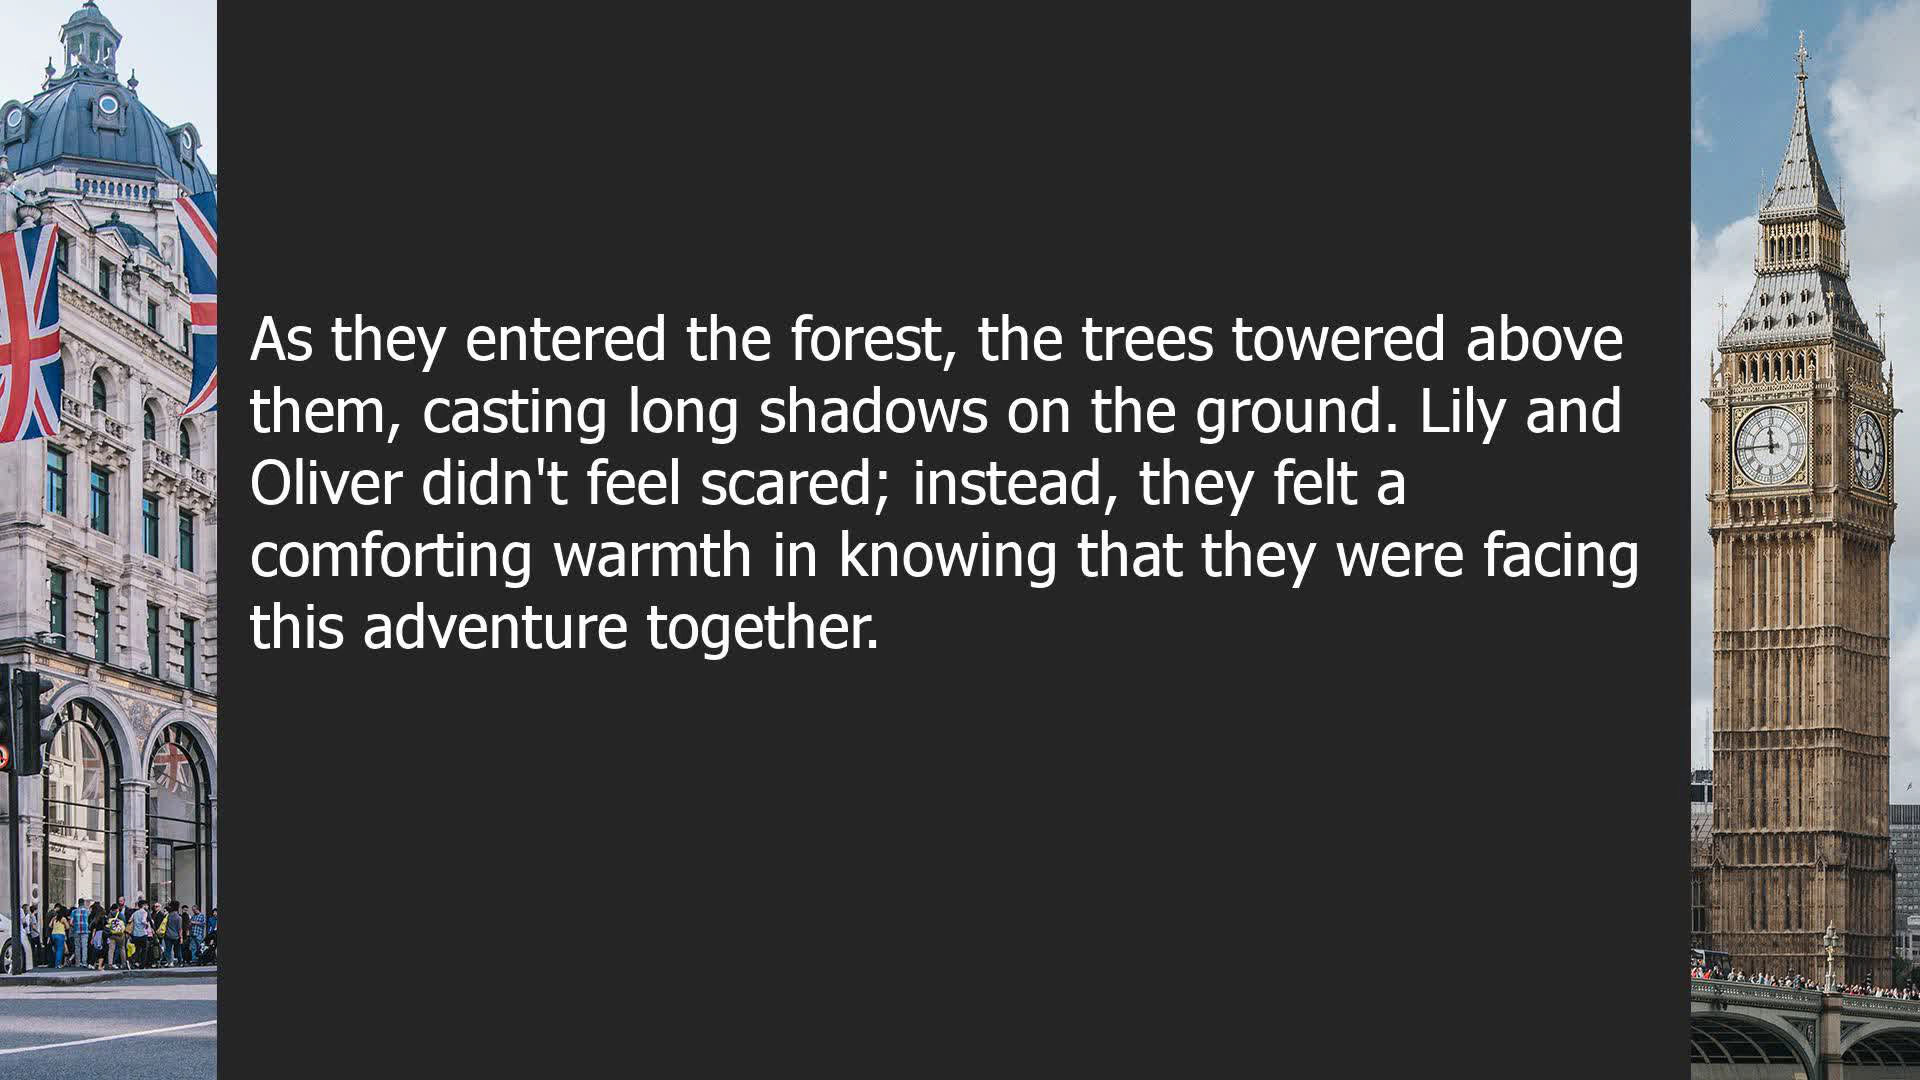 As they entered the forest, the trees towered above
them, casting long shadows on the ground. Lily and
Oliver didn't feel scared; instead, they felt a
comforting warmth in knowing that they were facing
this adventure together.